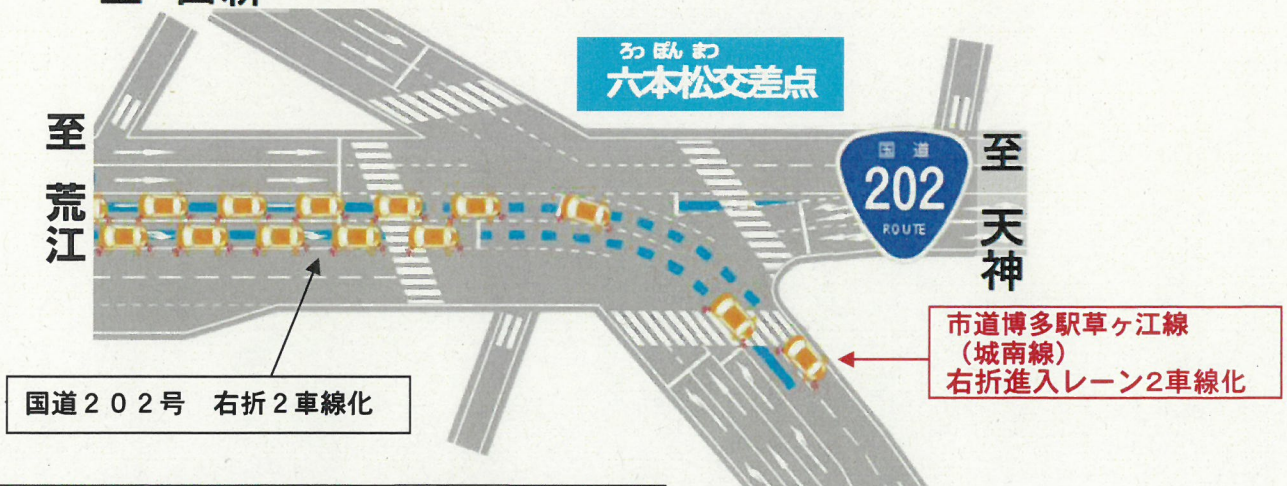 ろっぽんまつ
六本松交差点
至 荒江
国道
202
ROUTE
至 天神
市道博多駅草ヶ江線
（城南線）
右折進入レーン２車線化
国道２０２号 右折２車線化